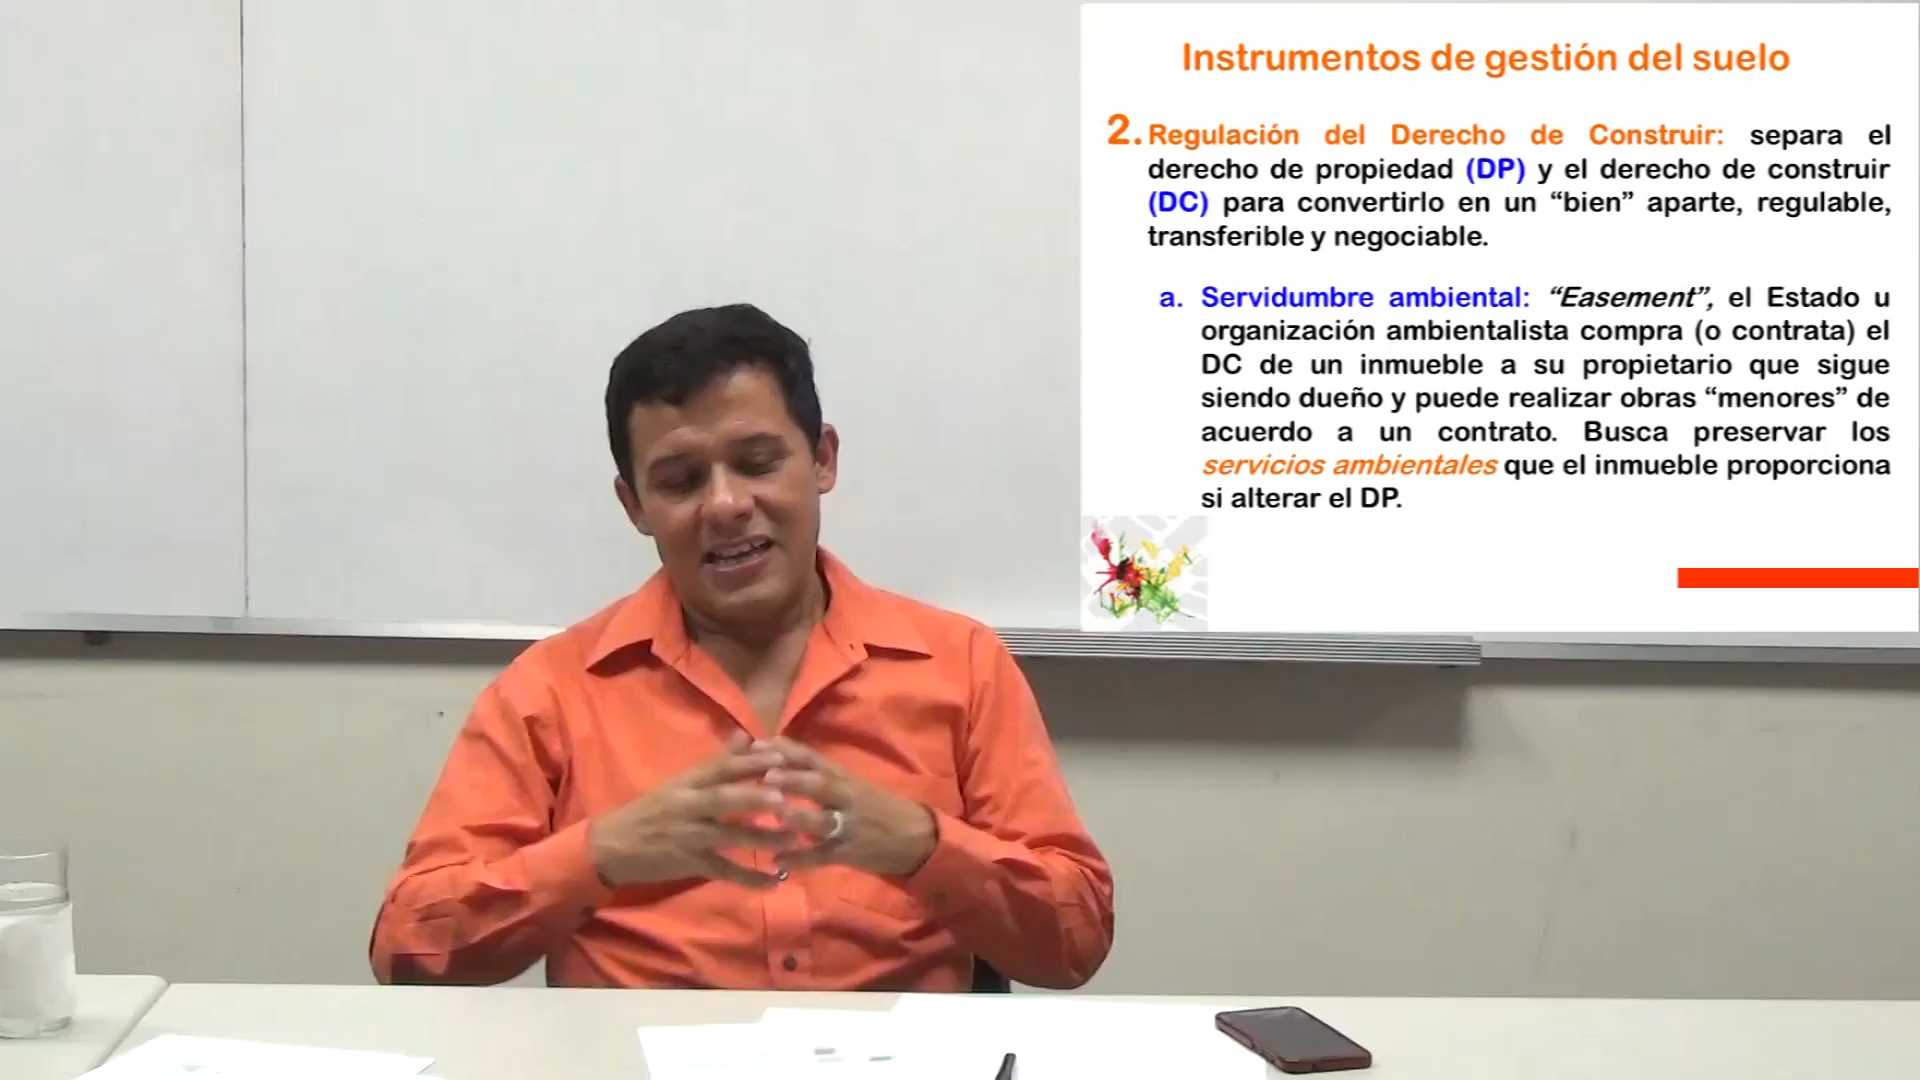 Instrumentos de gestión del suelo
2. Regulación del Derecho de Construir: separa el
derecho de propiedad (DP) y el derecho de construir
(DC) para convertirlo en un “bien” aparte, regulable,
transferible y negociable.
a. Servidumbre ambiental: “Easement”, el Estado u
organización ambientalista compra (o contrata) el
DC de un inmueble a su propietario que sigue
siendo dueño y puede realizar obras “menores” de
acuerdo a un contrato. Busca preservar los
servicios ambientales que el inmueble proporciona
si alterar el DP.